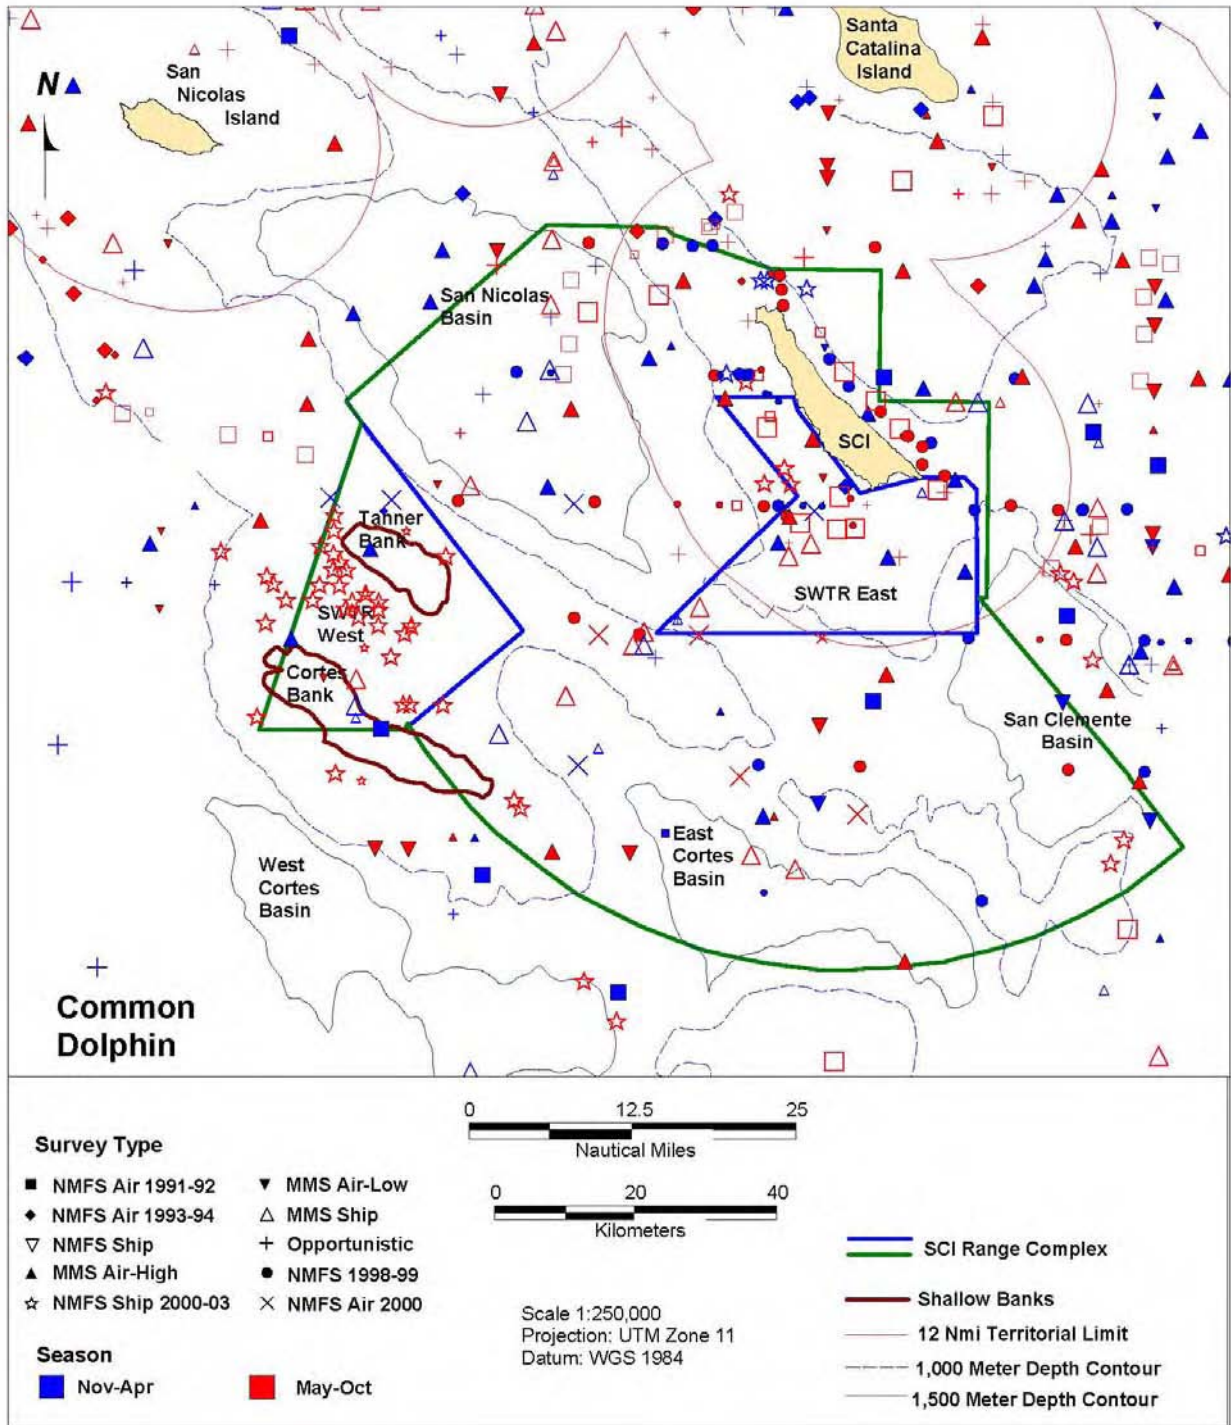 Santa
Catalina
Island
San
Nicolas
Island
N
San Nicolas
Basin
SCI
Tanner
Bank
SWTR
West
SWTR East
Cortes
Bank
San Clemente
Basin
East
Cortes
Basin
West
Cortes
Basin
Common
Dolphin
0 12.5 25
Nautical Miles
0 20 40
Kilometers
Survey Type
NMFS Air 1991-92
NMFS Air 1993-94
NMFS Ship
MMS Air-High
NMFS Ship 2000-03
MMS Air-Low
MMS Ship
Opportunistic
NMFS 1998-99
NMFS Air 2000
Season
Nov-Apr
May-Oct
Scale 1:250,000
Projection: UTM Zone 11
Datum: WGS 1984
SCI Range Complex
Shallow Banks
12 Nmi Territorial Limit
1,000 Meter Depth Contour
1,500 Meter Depth Contour